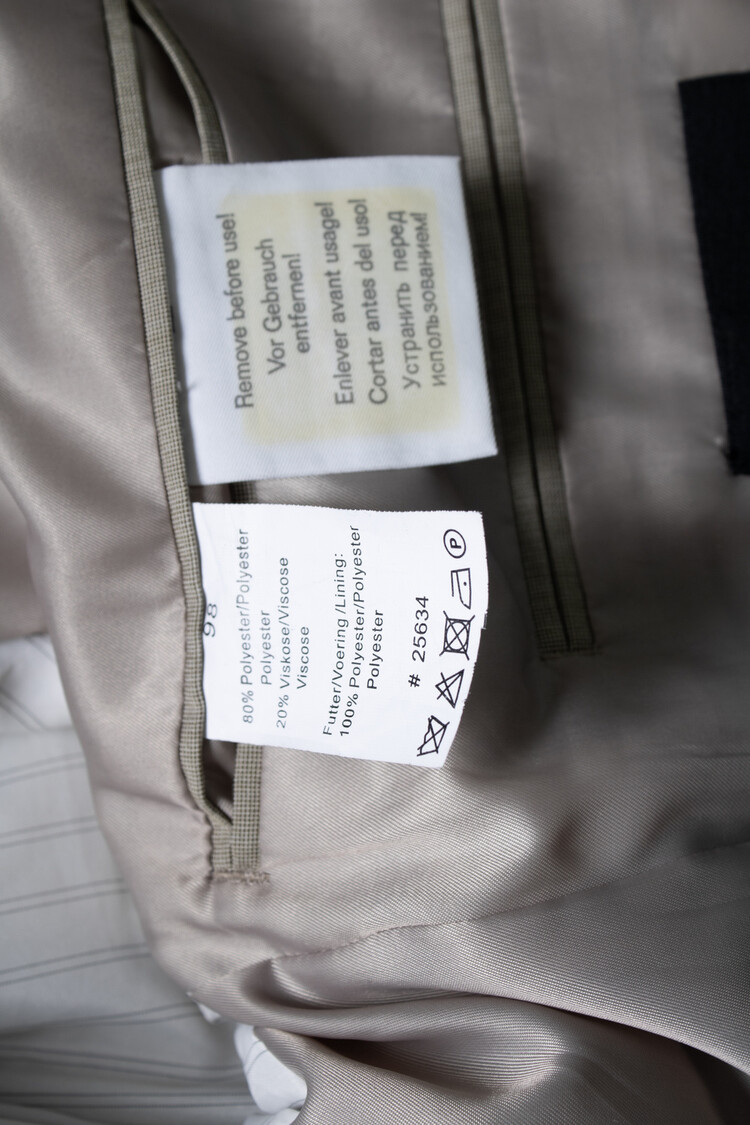 Remove before use!
Vor Gebrauch
entfernen!
Enlever avant usage!
Cortar antes del uso!
Устранить перед
использованием!
98
80% Polyester/Polyester
Polyester
20% Viskose/Viscose
Viscose
Futter/Voering /Lining:
100% Polyester/Polyester
Polyester
# 25634
P